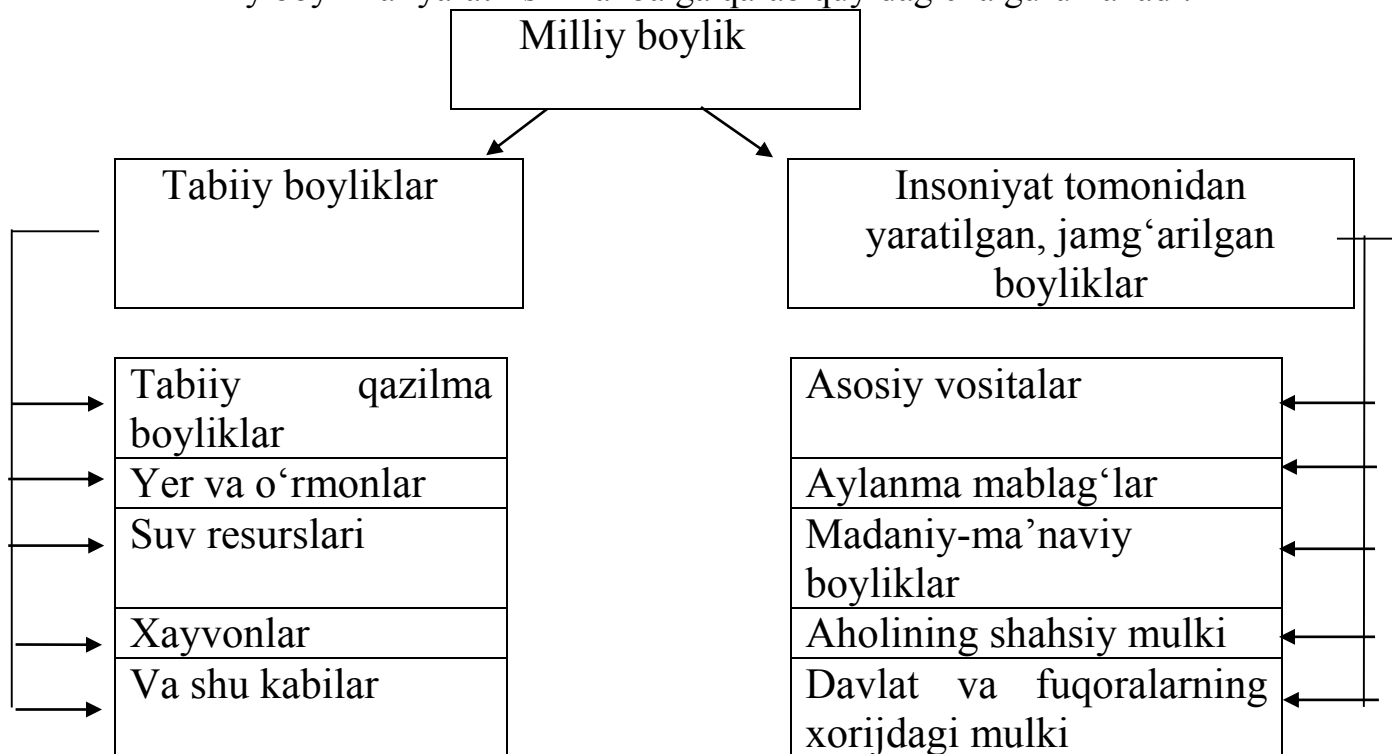 Milliy boylik
Tabiiy boyliklar
Insoniyat tomonidan
yaratilgan, jamg‘arilgan
boyliklar
Tabiiy qazilma
boyliklar
Yer va o‘rmonlar
Suv resurslari
Xayvonlar
Va shu kabilar
Asosiy vositalar
Aylanma mablag‘lar
Madaniy-ma’naviy
boyliklar
Aholining shahsiy mulki
Davlat va fuqoralarning
xorijdagi mulki